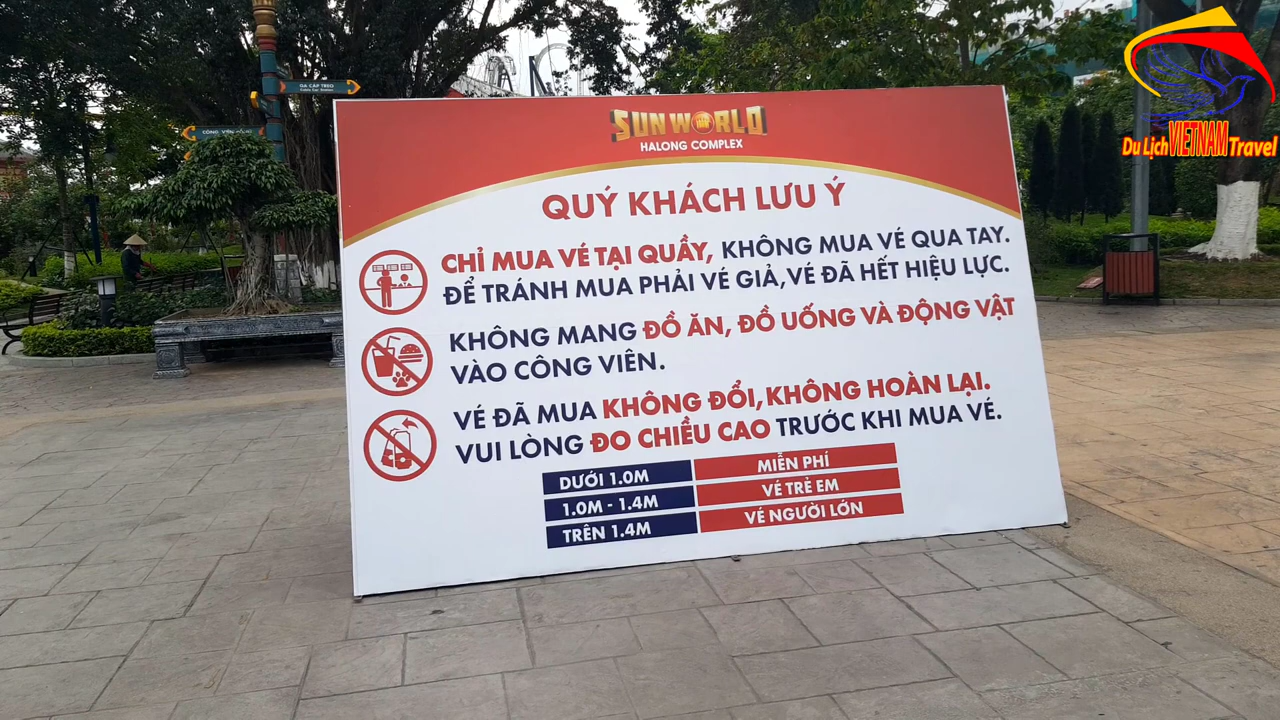 GA CÁP TREO
SUN WORLD
HALONG COMPLEX
QUÝ KHÁCH LƯU Ý
CHỈ MUA VÉ TẠI QUẦY, KHÔNG MUA VÉ QUA TAY.
ĐỂ TRÁNH MUA PHẢI VÉ GIẢ, VÉ ĐÃ HẾT HIỆU LỰC.
KHÔNG MANG ĐỒ ĂN, ĐỒ UỐNG VÀ ĐỘNG VẬT
VÀO CÔNG VIÊN.
VÉ ĐÃ MUA KHÔNG ĐỔI, KHÔNG HOÀN LẠI.
VUI LÒNG ĐO CHIỀU CAO TRƯỚC KHI MUA VÉ.
DƯỚI 1.0M MIỄN PHÍ
1.0M - 1.4M VÉ TRẺ EM
TRÊN 1.4M VÉ NGƯỜI LỚN
Du Lịch VIETNAM Travel